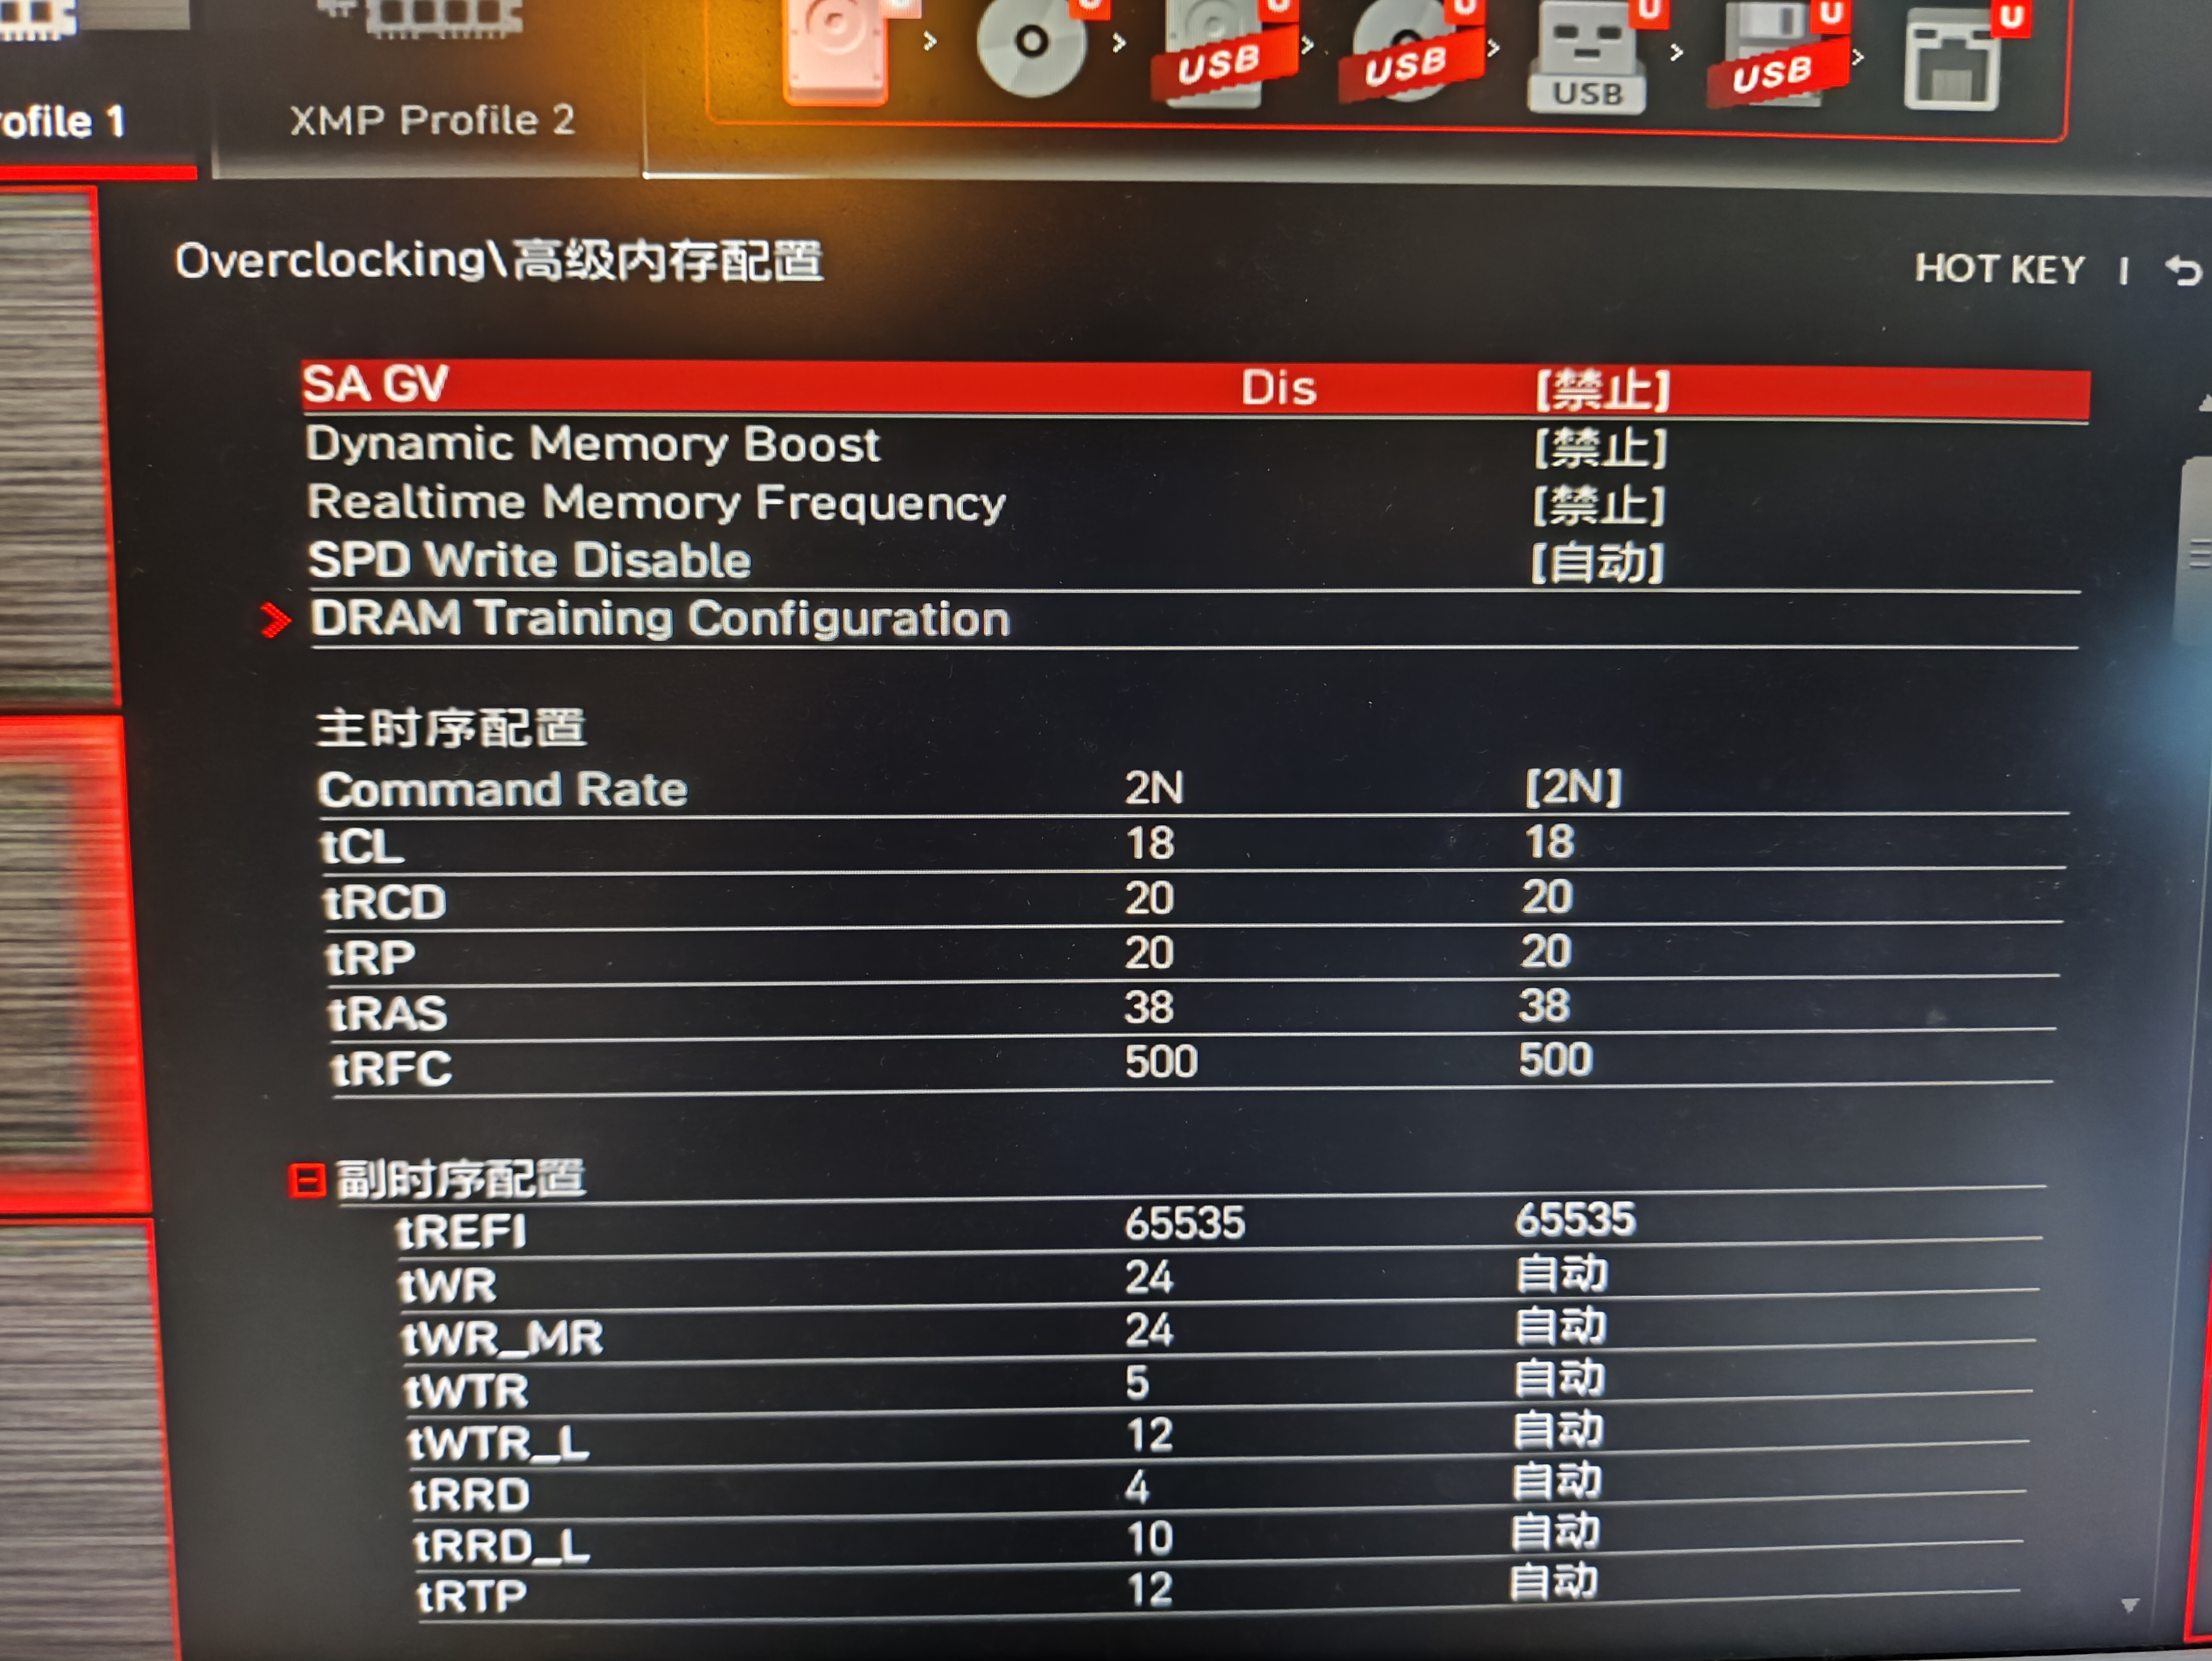 U
U
U
U
U
U
USB
USB
USB
USB
ofile 1
XMP Profile 2
Overclocking\高级内存配置
HOT KEY |
SA GV Dis [禁止]
Dynamic Memory Boost [禁止]
Realtime Memory Frequency [禁止]
SPD Write Disable [自动]
DRAM Training Configuration
主时序配置
Command Rate 2N [2N]
tCL 18 18
tRCD 20 20
tRP 20 20
tRAS 38 38
tRFC 500 500
副时序配置
tREFI 65535 65535
tWR 24 自动
tWR_MR 24 自动
tWTR 5 自动
tWTR_L 12 自动
tRRD 4 自动
tRRD_L 10 自动
tRTP 12 自动